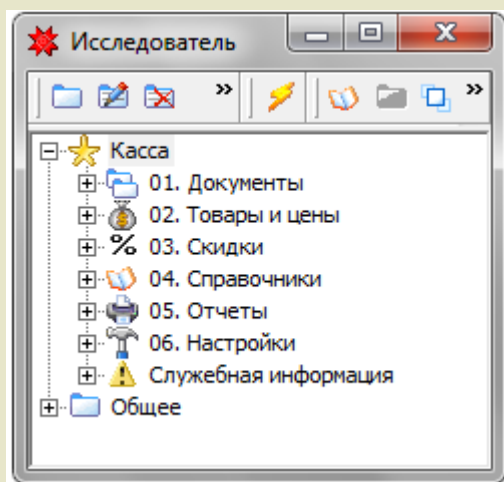 Исследователь
Касса
01. Документы
02. Товары и цены
% 03. Скидки
04. Справочники
05. Отчеты
06. Настройки
Служебная информация
Общее